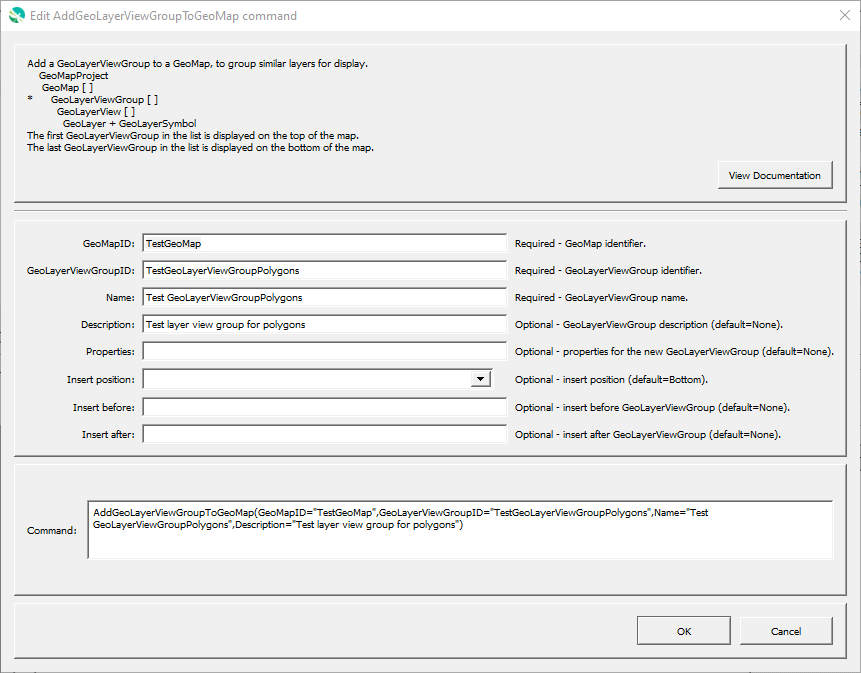 Edit AddGeoLayerViewGroupToGeoMap command
Add a GeoLayerViewGroup to a GeoMap, to group similar layers for display.
GeoMapProject
GeoMap [ ]
* GeoLayerViewGroup [ ]
GeoLayerView [ ]
GeoLayer + GeoLayerSymbol
The first GeoLayerViewGroup in the list is displayed on the top of the map.
The last GeoLayerViewGroup in the list is displayed on the bottom of the map.
View Documentation
GeoMapID: TestGeoMap Required - GeoMap identifier.
GeoLayerViewGroupID: TestGeoLayerViewGroupPolygons Required - GeoLayerViewGroup identifier.
Name: Test GeoLayerViewGroupPolygons Required - GeoLayerViewGroup name.
Description: Test layer view group for polygons Optional - GeoLayerViewGroup description (default=None).
Properties: Optional - properties for the new GeoLayerViewGroup (default=None).
Insert position: Optional - insert position (default=Bottom).
Insert before: Optional - insert before GeoLayerViewGroup (default=None).
Insert after: Optional - insert after GeoLayerViewGroup (default=None).
Command: AddGeoLayerViewGroupToGeoMap(GeoMapID="TestGeoMap",GeoLayerViewGroupID="TestGeoLayerViewGroupPolygons",Name="Test
GeoLayerViewGroupPolygons",Description="Test layer view group for polygons")
OK Cancel